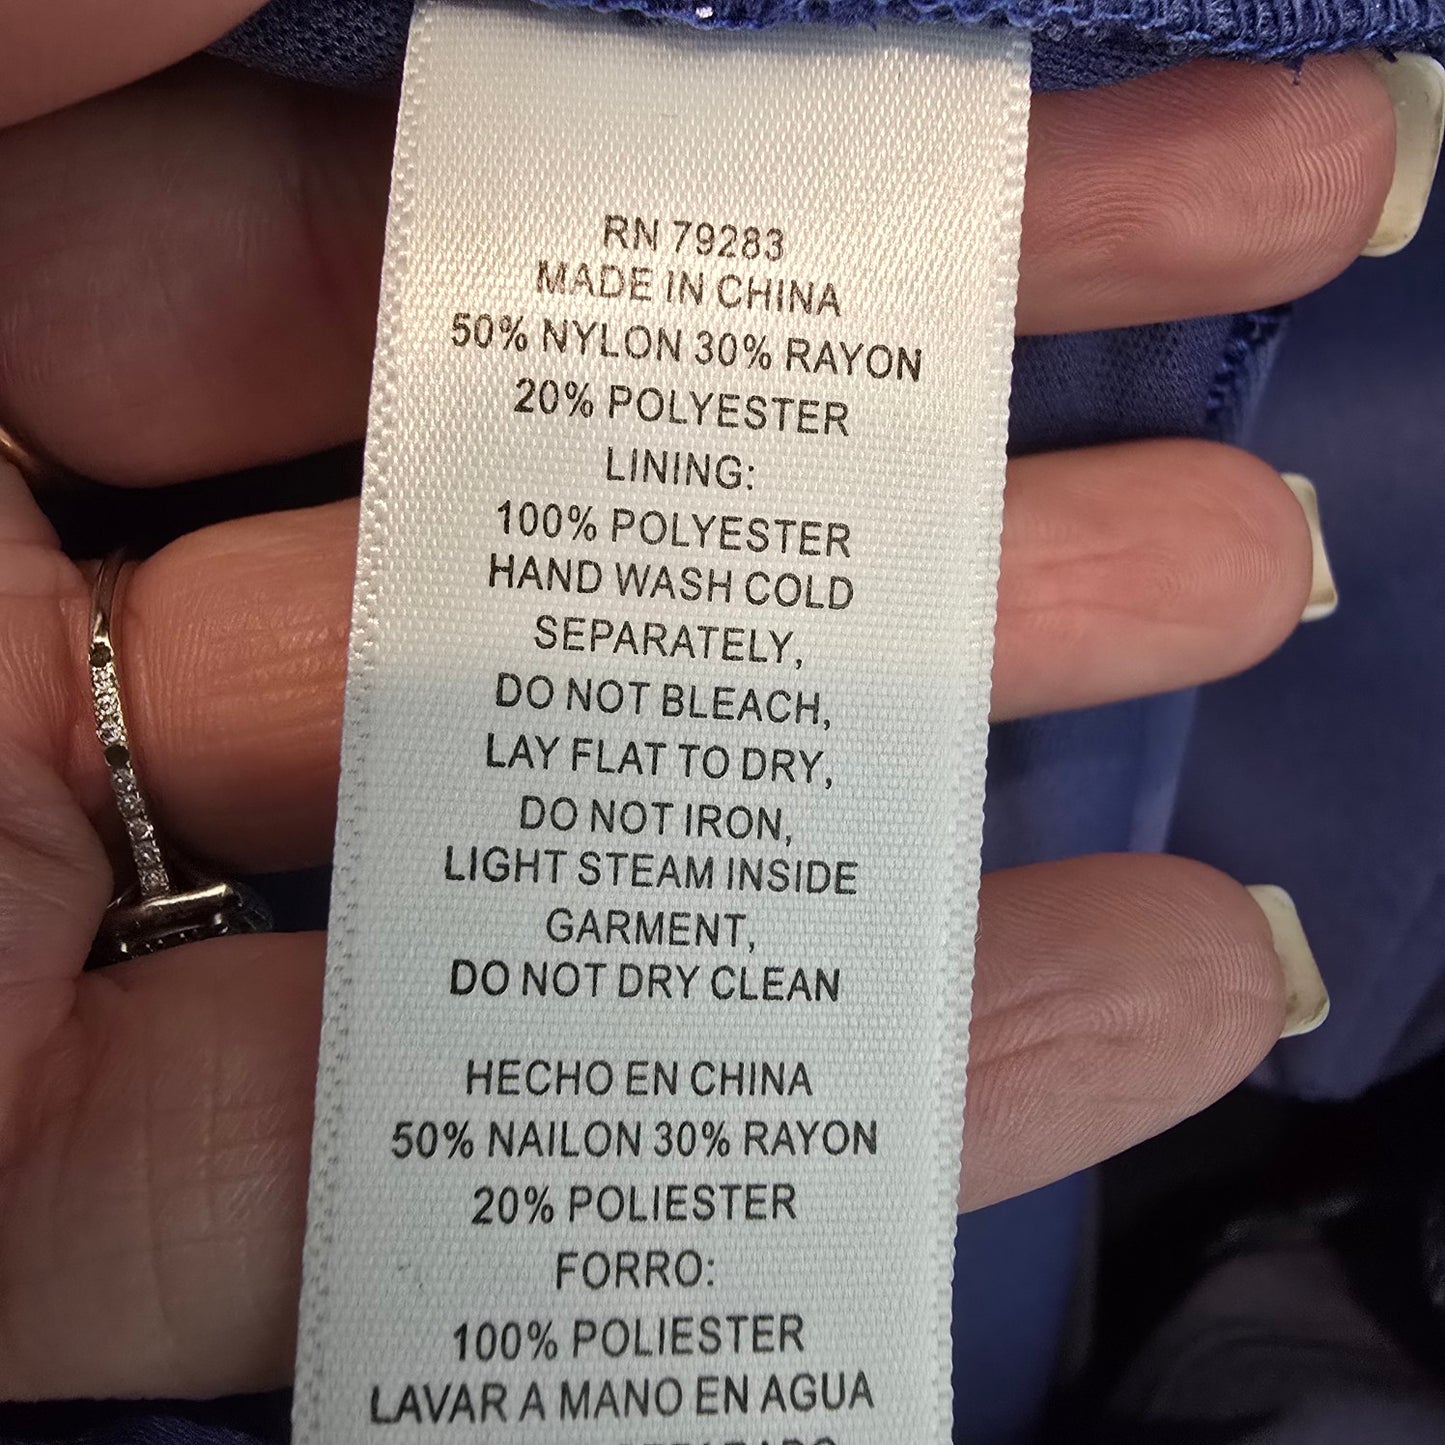 RN 79283
MADE IN CHINA
50% NYLON 30% RAYON
20% POLYESTER
LINING:
100% POLYESTER
HAND WASH COLD
SEPARATELY,
DO NOT BLEACH,
LAY FLAT TO DRY,
DO NOT IRON,
LIGHT STEAM INSIDE
GARMENT,
DO NOT DRY CLEAN
HECHO EN CHINA
50% NAILON 30% RAYON
20% POLIESTER
FORRO:
100% POLIESTER
LAVAR A MANO EN AGUA